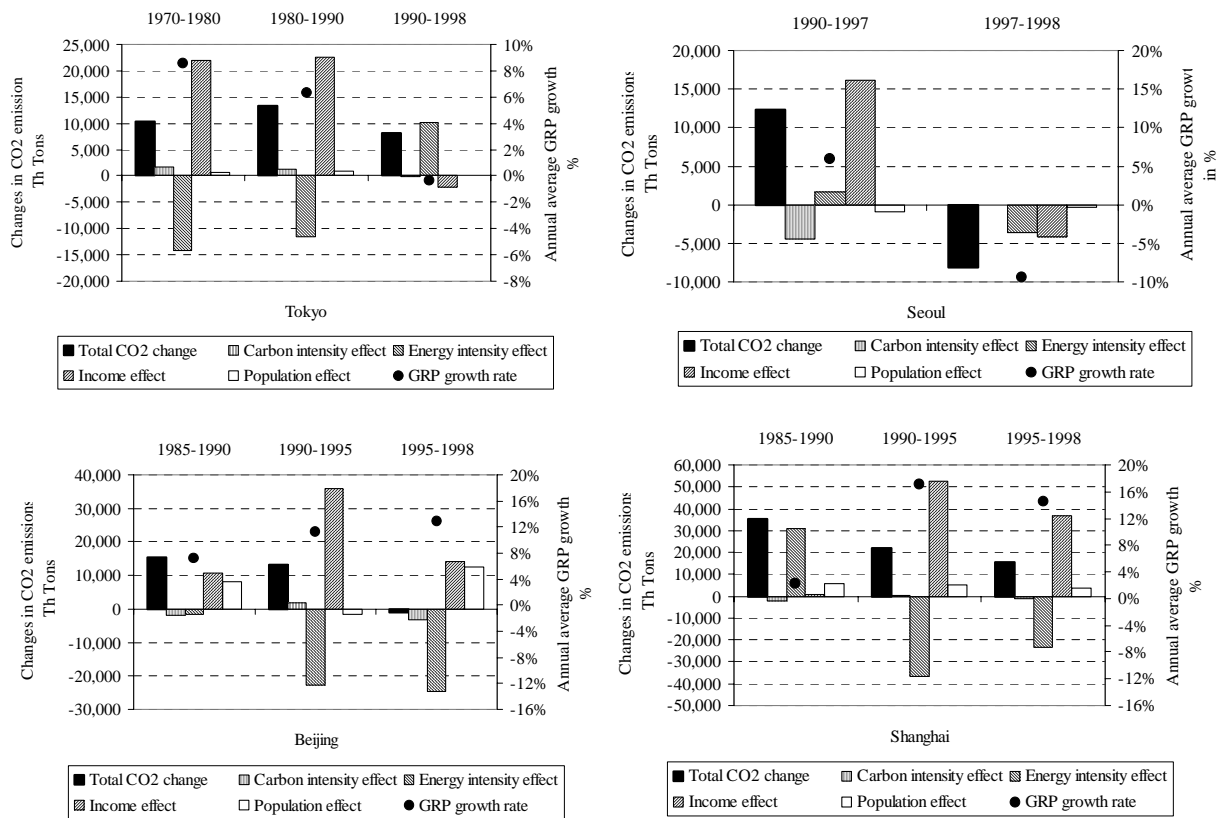 1970-1980 1980-1990 1990-1998
25,000
20,000
15,000
10,000
5,000
0
-5,000
-10,000
-15,000
-20,000
Changes in CO2 emissions
Th Tons
10%
8%
6%
4%
2%
0%
-2%
-4%
-6%
-8%
Annual average GRP growth
%
Tokyo
Total CO2 change Carbon intensity effect Energy intensity effect
Income effect Population effect GRP growth rate
1990-1997 1997-1998
20,000
15,000
10,000
5,000
0
-5,000
-10,000
Changes in CO2 emissions
Th Tons
20%
15%
10%
5%
0%
-5%
-10%
Annual average GRP growt
in %
Seoul
Total CO2 change Carbon intensity effect Energy intensity effect
Income effect Population effect GRP growth rate
1985-1990 1990-1995 1995-1998
40,000
30,000
20,000
10,000
0
-10,000
-20,000
-30,000
Changes in CO2 emissions
Th Tons
20%
16%
12%
8%
4%
0%
-4%
-8%
-12%
-16%
Annual average GRP growth
%
Beijing
Total CO2 change Carbon intensity effect Energy intensity effect
Income effect Population effect GRP growth rate
1985-1990 1990-1995 1995-1998
60,000
50,000
40,000
30,000
20,000
10,000
0
-10,000
-20,000
-30,000
-40,000
-50,000
Changes in CO2 emissions
Th Tons
20%
16%
12%
8%
4%
0%
-4%
-8%
-12%
-16%
Annual average GRP growth
%
Shanghai
Total CO2 change Carbon intensity effect Energy intensity effect
Income effect Population effect GRP growth rate